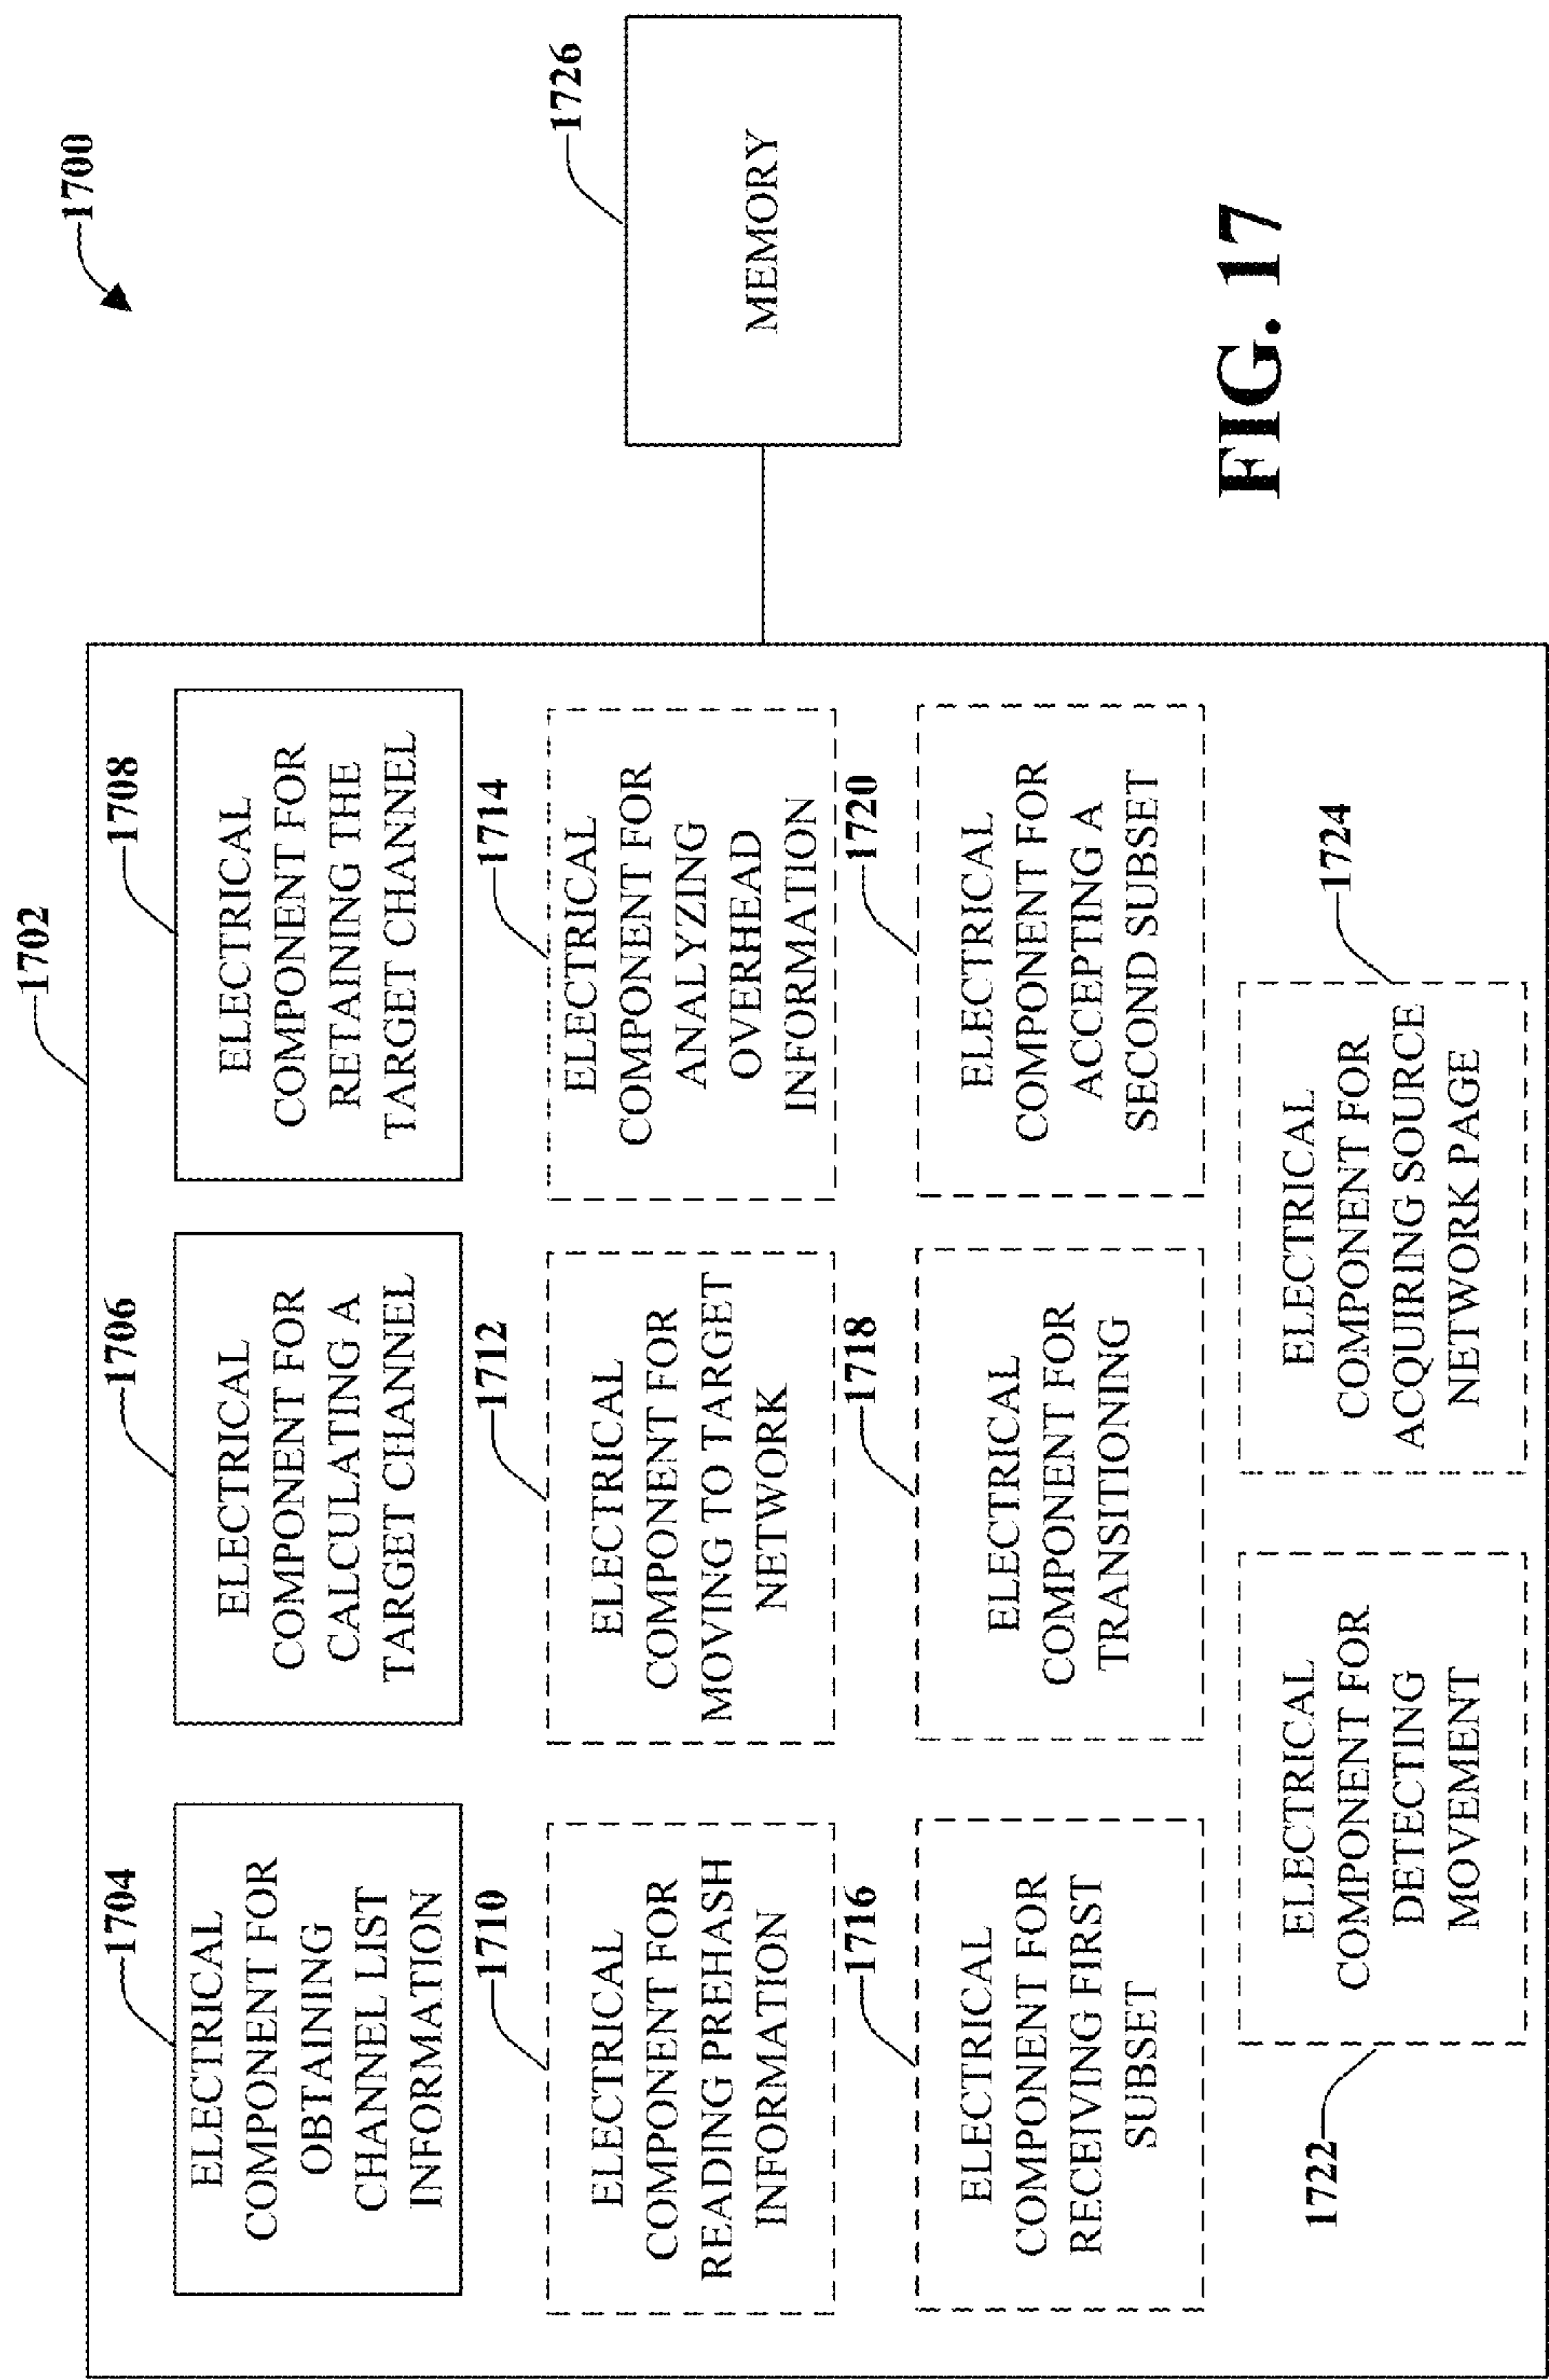 1700
1702
1704
ELECTRICAL
COMPONENT FOR
OBTAINING
CHANNEL LIST
INFORMATION
1706
ELECTRICAL
COMPONENT FOR
CALCULATING A
TARGET CHANNEL
1708
ELECTRICAL
COMPONENT FOR
RETAINING THE
TARGET CHANNEL
1710
ELECTRICAL
COMPONENT FOR
READING PREHASH
INFORMATION
1712
ELECTRICAL
COMPONENT FOR
MOVING TO TARGET
NETWORK
1714
ELECTRICAL
COMPONENT FOR
ANALYZING
OVERHEAD
INFORMATION
1716
ELECTRICAL
COMPONENT FOR
RECEIVING FIRST
SUBSET
1718
ELECTRICAL
COMPONENT FOR
TRANSITIONING
1720
ELECTRICAL
COMPONENT FOR
ACCEPTING A
SECOND SUBSET
1722
ELECTRICAL
COMPONENT FOR
DETECTING
MOVEMENT
1724
ELECTRICAL
COMPONENT FOR
ACQUIRING SOURCE
NETWORK PAGE
1726
MEMORY
FIG. 17